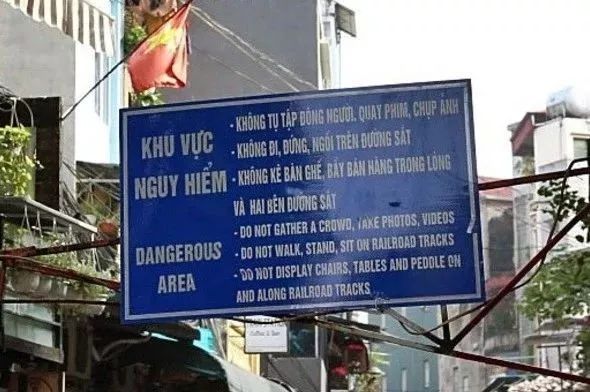 KHU VỰC
NGUY HIỂM
- KHÔNG TỤ TẬP ĐÔNG NGƯỜI, QUAY PHIM, CHỤP ẢNH
- KHÔNG ĐI, ĐỨNG, NGỒI TRÊN ĐƯỜNG SẮT
- KHÔNG KÊ BÀN GHẾ, BÀY BÁN HÀNG TRONG LÒNG
VÀ HAI BÊN ĐƯỜNG SẮT
DANGEROUS
AREA
- DO NOT GATHER A CROWD, TAKE PHOTOS, VIDEOS
- DO NOT WALK, STAND, SIT ON RAILROAD TRACKS
- DO NOT DISPLAY CHAIRS, TABLES AND PEDDLE ON
AND ALONG RAILROAD TRACKS